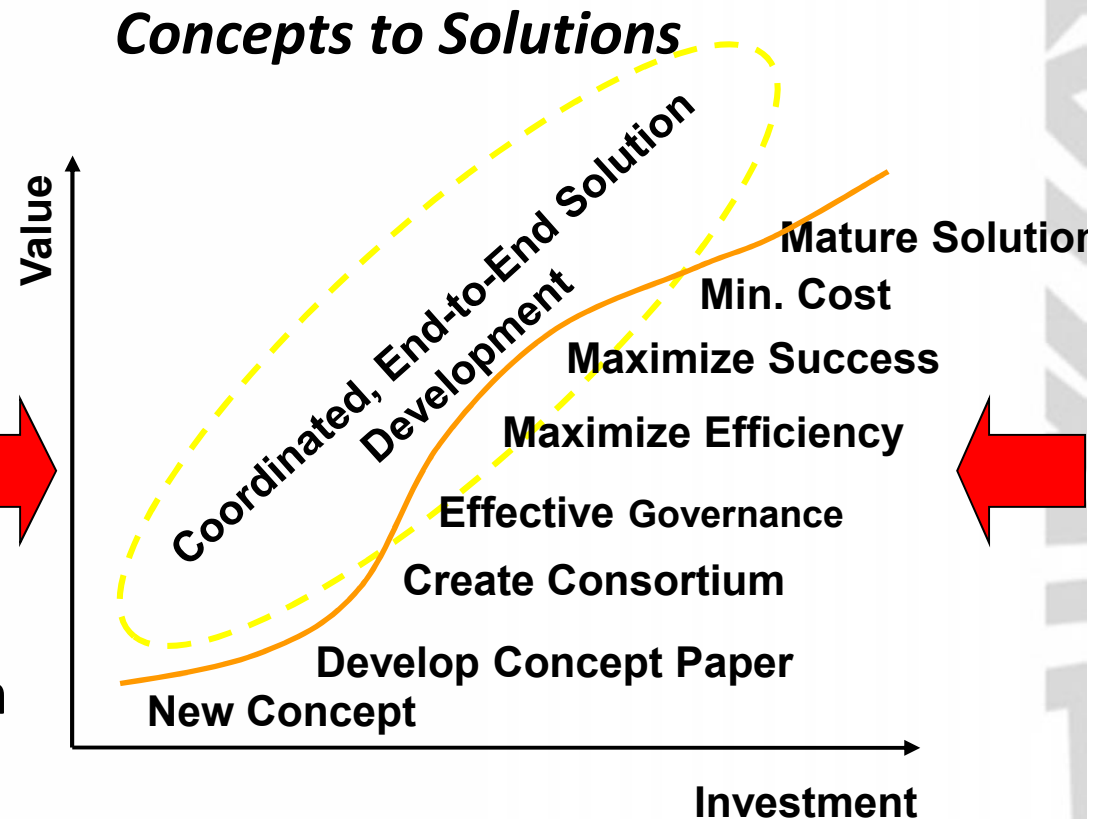 Concepts to Solutions
Value
Coordinated, End-to-End Solution
Development
Mature Solution
Min. Cost
Maximize Success
Maximize Efficiency
Effective Governance
Create Consortium
Develop Concept Paper
New Concept
Investment